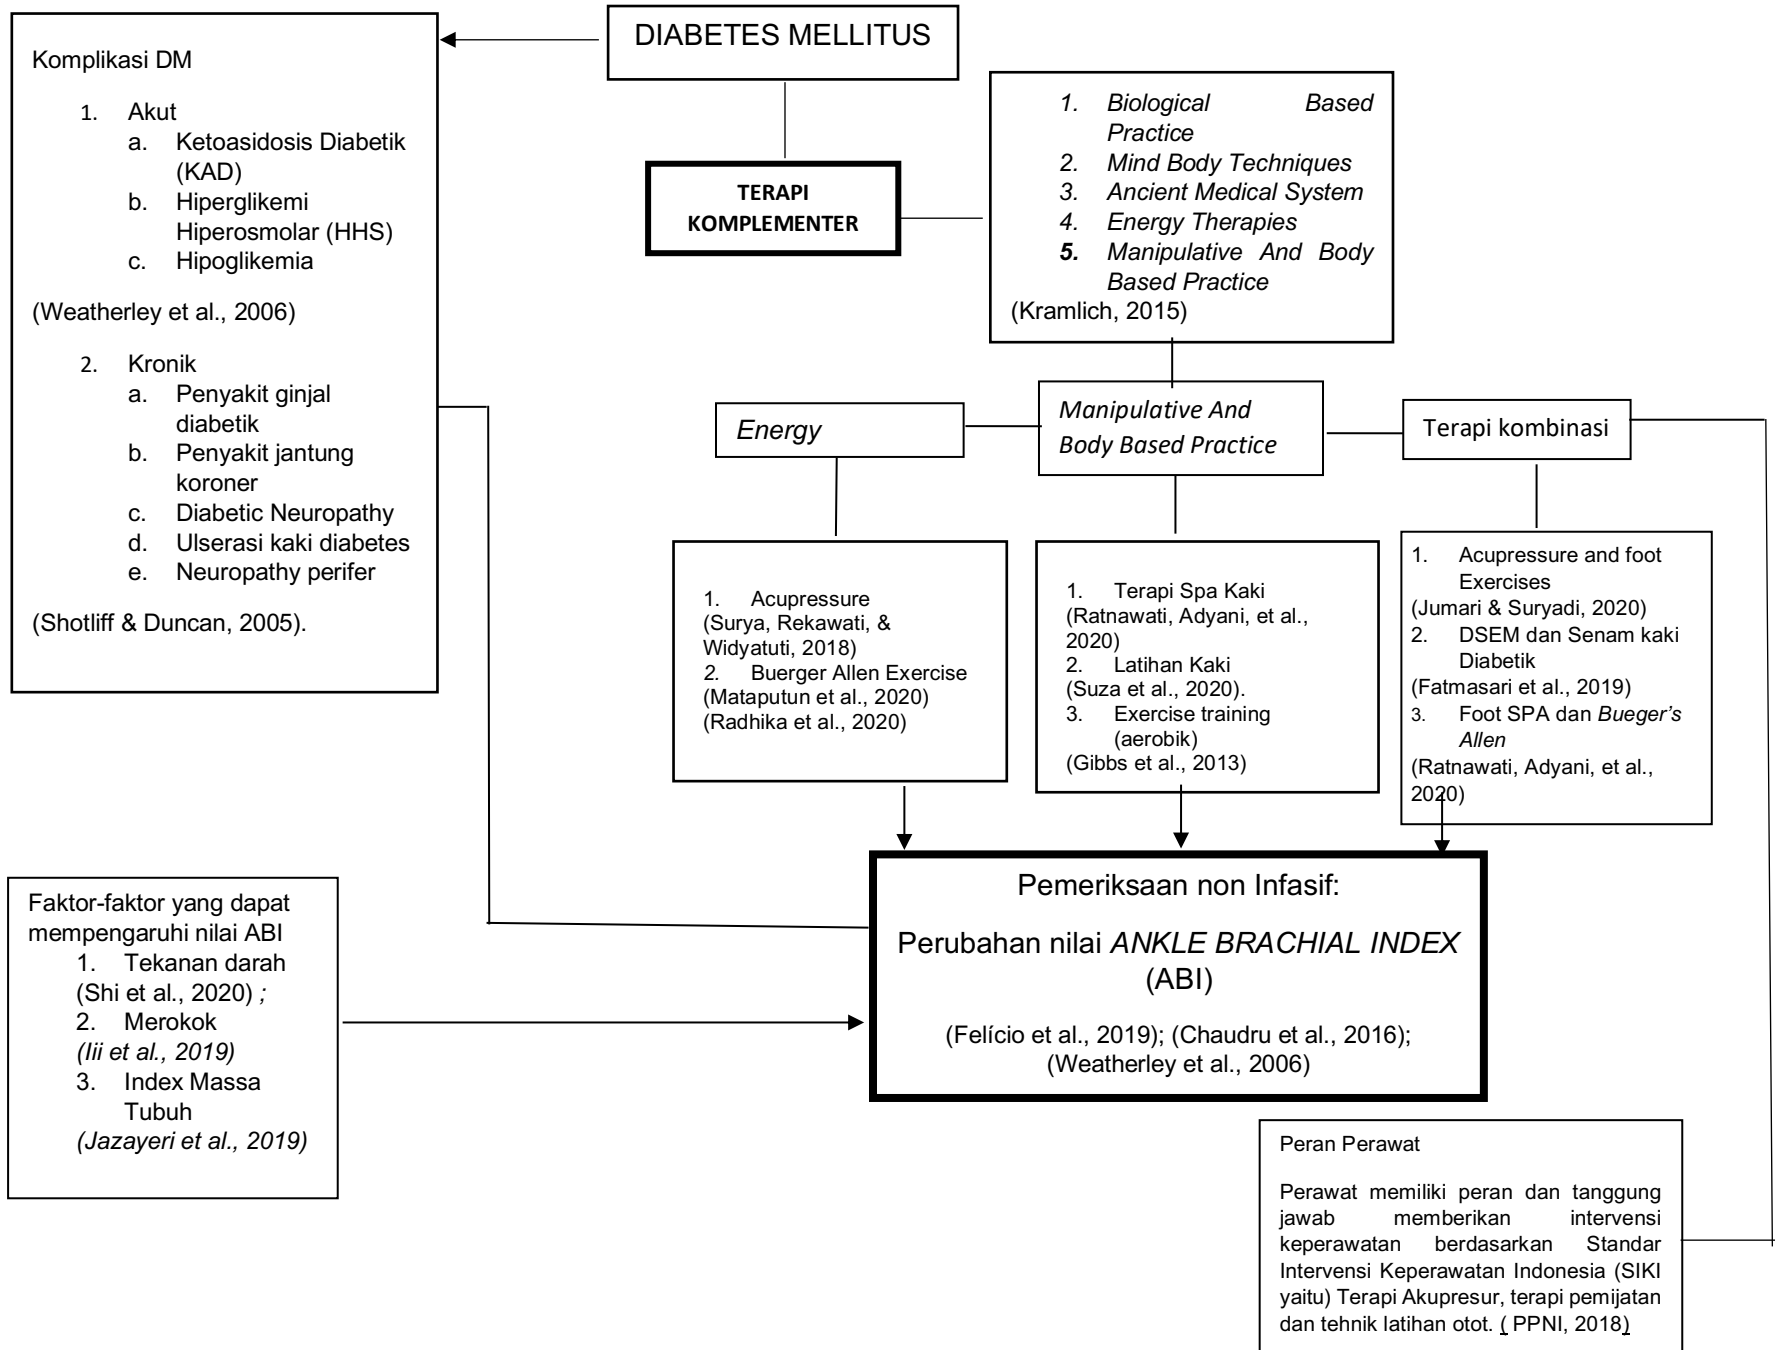 DIABETES MELLITUS
Komplikasi DM
1. Akut
a. Ketoasidosis Diabetik
(KAD)
b. Hiperglikemi
Hiperosmolar (HHS)
c. Hipoglikemia
(Weatherley et al., 2006)
2. Kronik
a. Penyakit ginjal
diabetik
b. Penyakit jantung
koroner
c. Diabetic Neuropathy
d. Ulserasi kaki diabetes
e. Neuropathy perifer
(Shotliff & Duncan, 2005).
TERAPI
KOMPLEMENTER
1. Biological Based
Practice
2. Mind Body Techniques
3. Ancient Medical System
4. Energy Therapies
5. Manipulative And Body
Based Practice
(Kramlich, 2015)
Energy
Manipulative And
Body Based Practice
Terapi kombinasi
1. Acupressure
(Surya, Rekawati, &
Widyatuti, 2018)
2. Buerger Allen Exercise
(Mataputun et al., 2020)
(Radhika et al., 2020)
1. Terapi Spa Kaki
(Ratnawati, Adyani, et al.,
2020)
2. Latihan Kaki
(Suza et al., 2020).
3. Exercise training
(aerobik)
(Gibbs et al., 2013)
1. Acupressure and foot
Exercises
(Jumari & Suryadi, 2020)
2. DSEM dan Senam kaki
Diabetik
(Fatmasari et al., 2019)
3. Foot SPA dan Bueger’s
Allen
(Ratnawati, Adyani, et al.,
2020)
Faktor-faktor yang dapat
mempengaruhi nilai ABI
1. Tekanan darah
(Shi et al., 2020) ;
2. Merokok
(Iii et al., 2019)
3. Index Massa
Tubuh
(Jazayeri et al., 2019)
Pemeriksaan non Infasif:
Perubahan nilai ANKLE BRACHIAL INDEX
(ABI)
(Felício et al., 2019); (Chaudru et al., 2016);
(Weatherley et al., 2006)
Peran Perawat
Perawat memiliki peran dan tanggung
jawab memberikan intervensi
keperawatan berdasarkan Standar
Intervensi Keperawatan Indonesia (SIKI
yaitu) Terapi Akupresur, terapi pemijatan
dan tehnik latihan otot. ( PPNI, 2018)